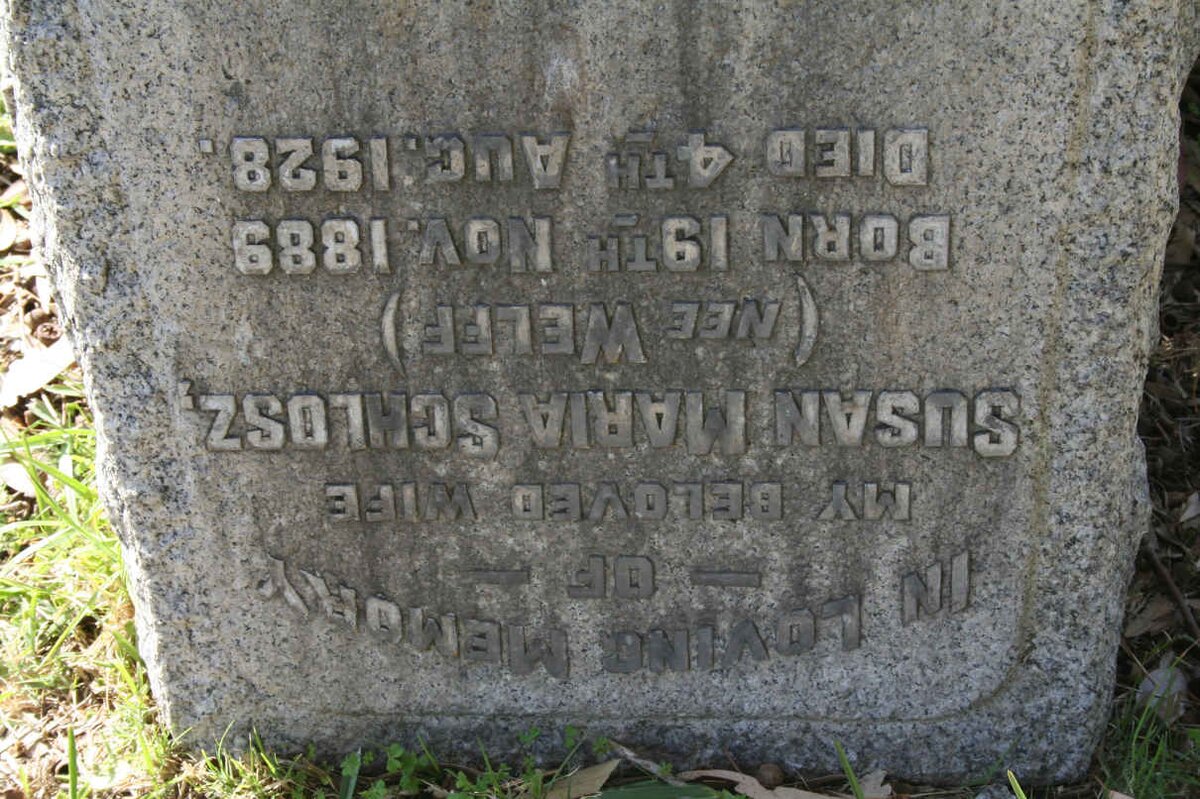 IN LOVING MEMORY
— OF —
MY BELOVED WIFE
SUSAN MARIA SCHLOSZ,
(NEE WELFF)
BORN 19TH NOV. 1889
DIED 4TH AUG. 1928.